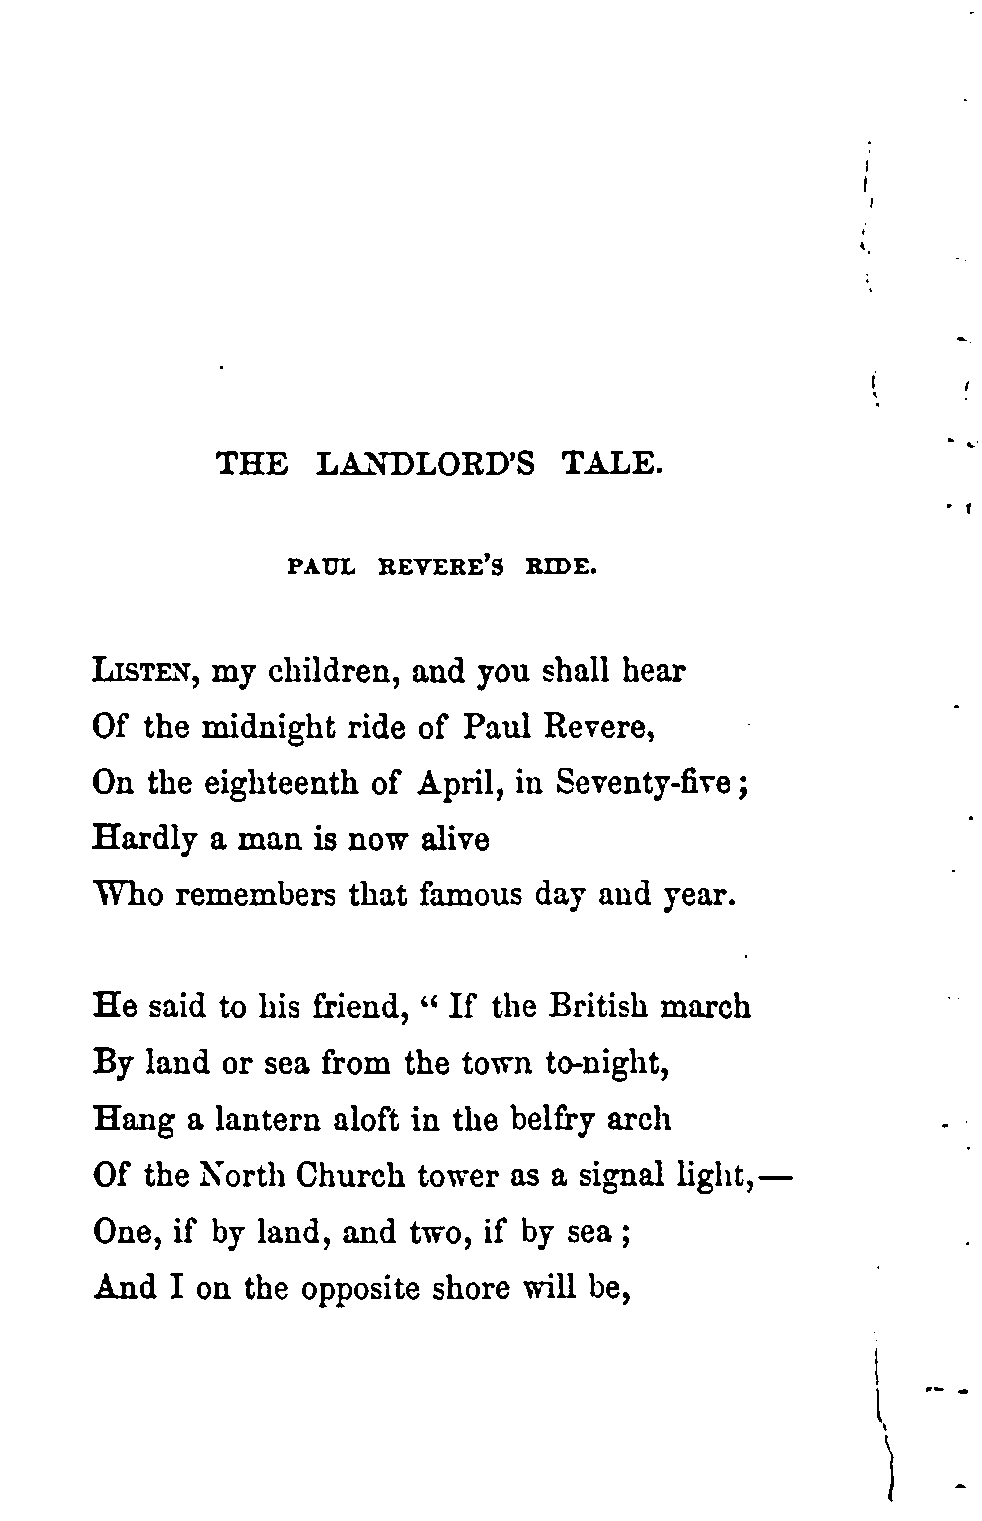 THE LANDLORD'S TALE.
PAUL REVERE'S RIDE.
LISTEN, my children, and you shall hear
Of the midnight ride of Paul Revere,
On the eighteenth of April, in Seventy-five;
Hardly a man is now alive
Who remembers that famous day and year.
He said to his friend, "If the British march
By land or sea from the town to-night,
Hang a lantern aloft in the belfry arch
Of the North Church tower as a signal light,—
One, if by land, and two, if by sea;
And I on the opposite shore will be,